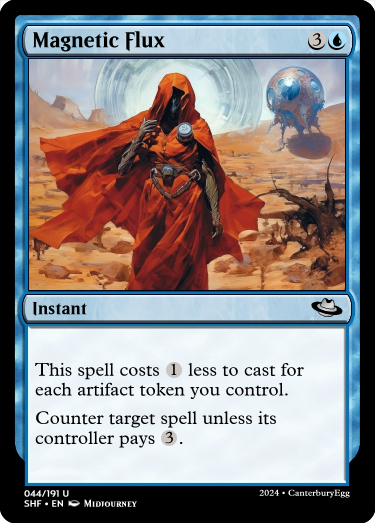 Magnetic Flux 3
Instant
This spell costs 1 less to cast for
each artifact token you control.
Counter target spell unless its
controller pays 3.
044/191 U
SHF • EN Midjourney
2024 • CanterburyEgg